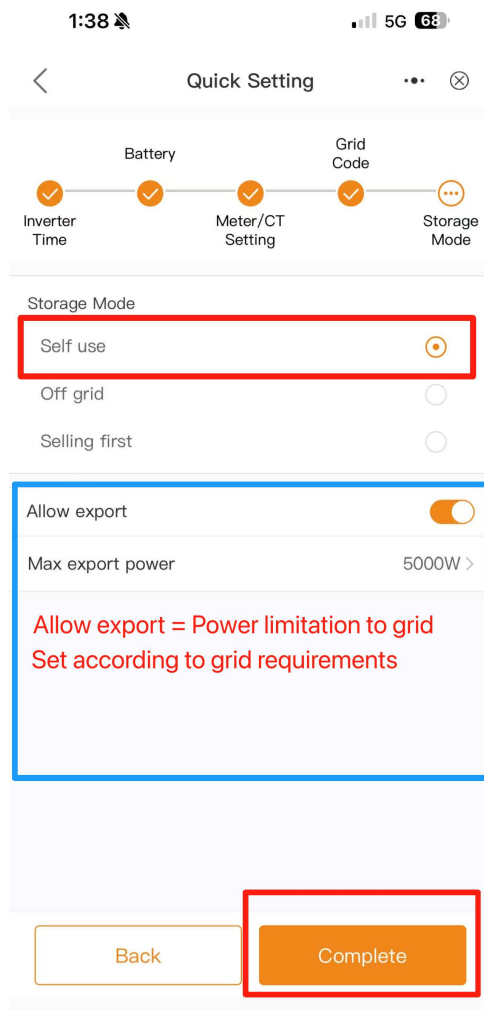 1:38
5G 68
Quick Setting
Battery
Grid
Code
Inverter
Time
Meter/CT
Setting
Storage
Mode
Storage Mode
Self use
Off grid
Selling first
Allow export
Max export power 5000W
Allow export = Power limitation to grid
Set according to grid requirements
Back
Complete